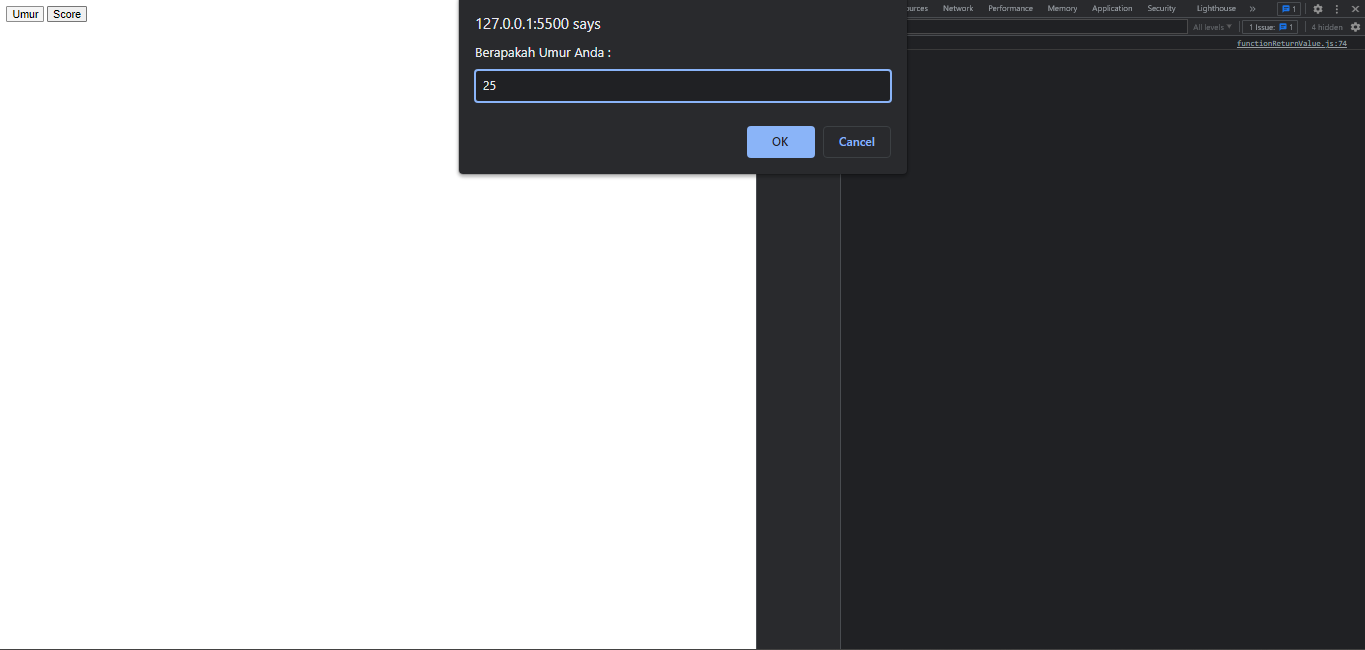 Umur Score
127.0.0.1:5500 says
Berapakah Umur Anda :
25
OK Cancel
Network Performance Memory Application Security Lighthouse » 1
All levels ▼ 1 Issue: 1 4 hidden
functionReturnValue.js:74